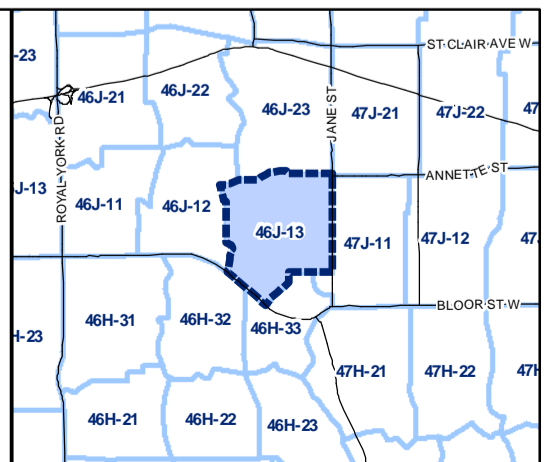 ST CLAIR AVE W
-23
46J-21
46J-22
46J-23
JANE ST
47J-21
47J-22
47
ROYAL YORK RD
ANNETTE ST
J-13
46J-11
46J-12
46J-13
47J-11
47J-12
47J
BLOOR ST W
46H-31
46H-32
46H-33
H-23
47H-21
47H-22
47H
46H-21
46H-22
46H-23